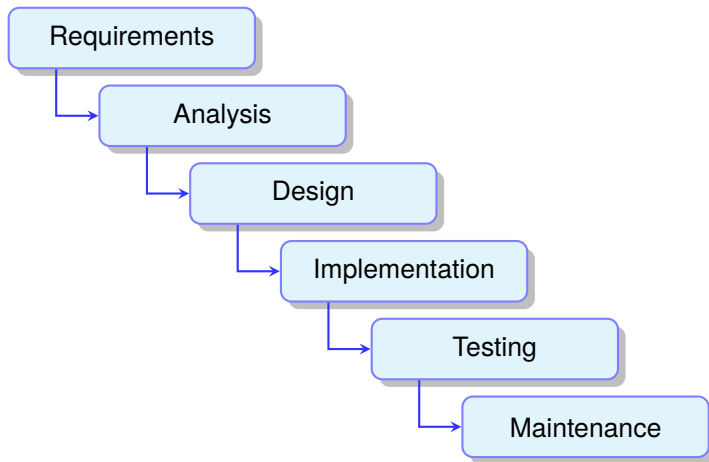 Requirements
Analysis
Design
Implementation
Testing
Maintenance